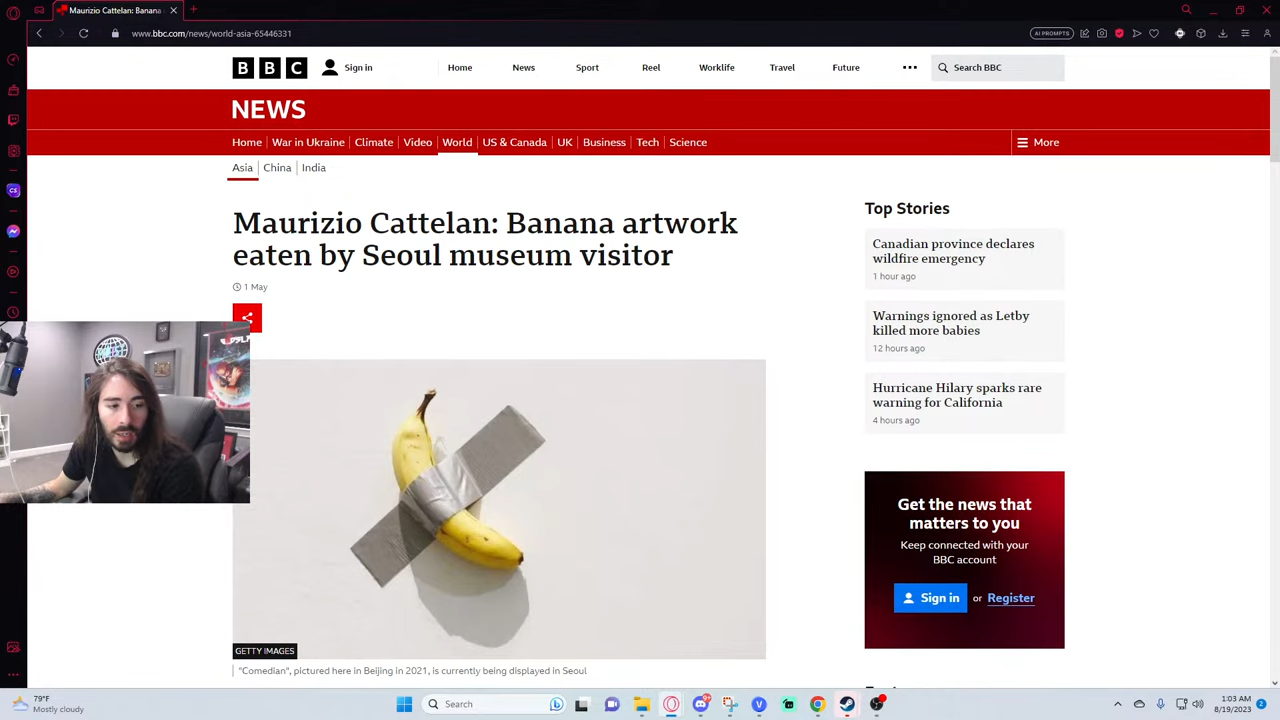 Maurizio Cattelan: Banana
www.bbc.com/news/world-asia-65446331
AI PROMPTS
BBC
Sign in
Home
News
Sport
Reel
Worklife
Travel
Future
Search BBC
NEWS
Home
War in Ukraine
Climate
Video
World
US & Canada
UK
Business
Tech
Science
More
Asia
China
India
Maurizio Cattelan: Banana artwork
eaten by Seoul museum visitor
1 May
GETTY IMAGES
"Comedian", pictured here in Beijing in 2021, is currently being displayed in Seoul
Top Stories
Canadian province declares
wildfire emergency
1 hour ago
Warnings ignored as Letby
killed more babies
12 hours ago
Hurricane Hilary sparks rare
warning for California
4 hours ago
Get the news that
matters to you
Keep connected with your
BBC account
Sign in
or
Register
79°F
Mostly cloudy
Search
1:03 AM
8/19/2023